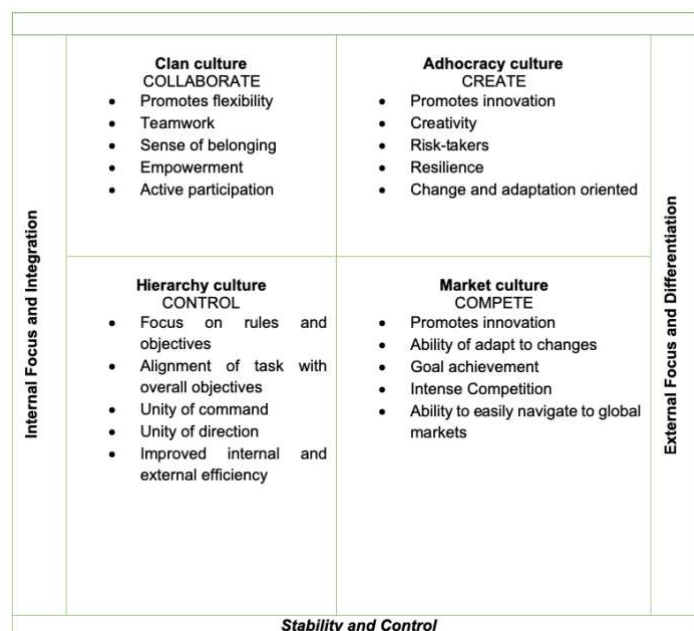 Internal Focus and Integration
Clan culture
COLLABORATE
• Promotes flexibility
• Teamwork
• Sense of belonging
• Empowerment
• Active participation
Adhocracy culture
CREATE
• Promotes innovation
• Creativity
• Risk-takers
• Resilience
• Change and adaptation oriented
Hierarchy culture
CONTROL
• Focus on rules and
objectives
• Alignment of task with
overall objectives
• Unity of command
• Unity of direction
• Improved internal and
external efficiency
Market culture
COMPETE
• Promotes innovation
• Ability of adapt to changes
• Goal achievement
• Intense Competition
• Ability to easily navigate to global
markets
External Focus and Differentiation
Stability and Control